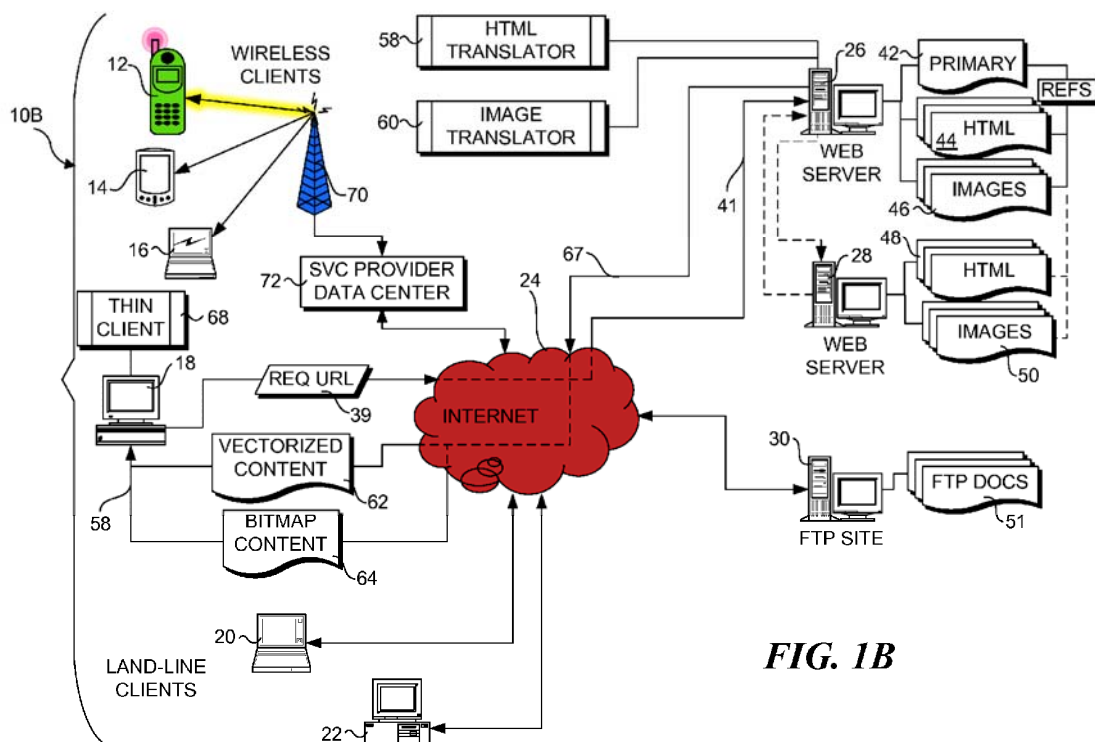 58
HTML
TRANSLATOR
60
IMAGE
TRANSLATOR
12
WIRELESS
CLIENTS
10B
14
16
70
72
SVC PROVIDER
DATA CENTER
26
WEB
SERVER
41
42
PRIMARY
REFS
HTML
44
IMAGES
46
28
WEB
SERVER
48
HTML
IMAGES
50
67
24
INTERNET
THIN
CLIENT
68
18
REQ URL
39
VECTORIZED
CONTENT
62
58
BITMAP
CONTENT
64
30
FTP SITE
FTP DOCS
51
20
LAND-LINE
CLIENTS
22
FIG. 1B